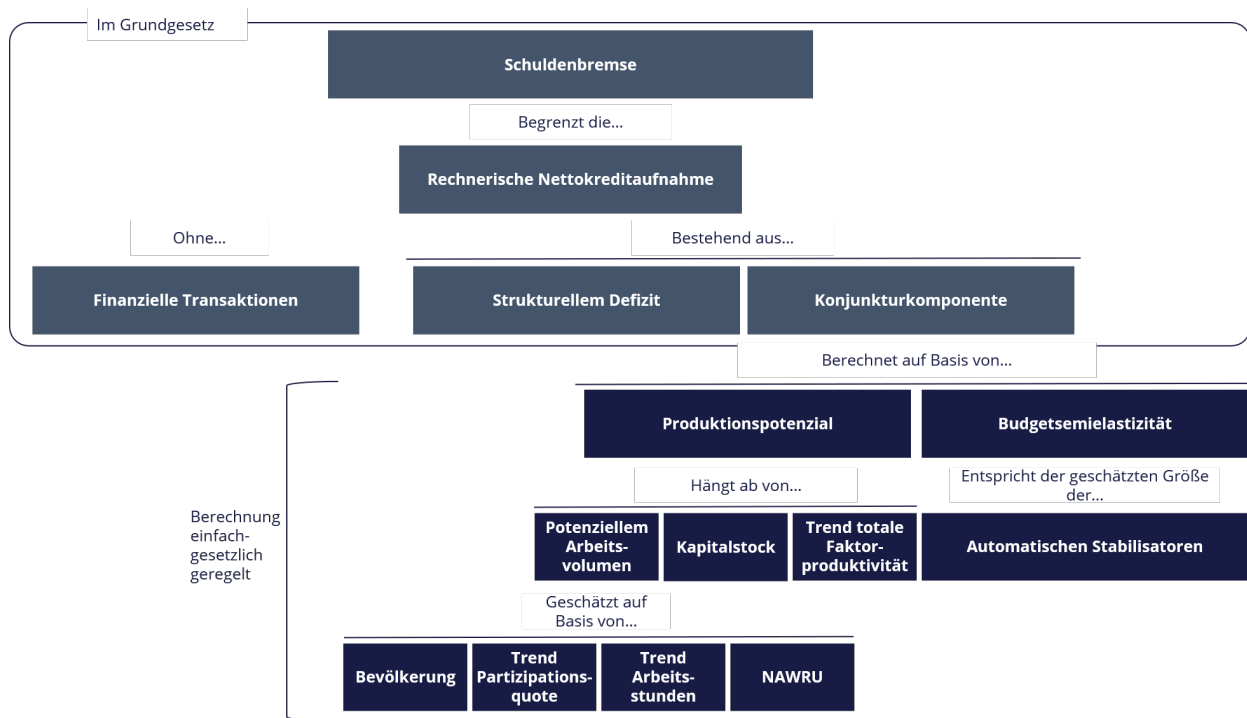 Im Grundgesetz
Schuldenbremse
Begrenzt die...
Rechnerische Nettokreditaufnahme
Ohne...
Bestehend aus...
Finanzielle Transaktionen
Strukturellem Defizit
Konjunkturkomponente
Berechnet auf Basis von...
Produktionspotenzial
Budgetsemielastizität
Hängt ab von...
Entspricht der geschätzten Größe
der...
Berechnung
einfach-
gesetzlich
geregelt
Potenziellem
Arbeits-
volumen
Kapitalstock
Trend totale
Faktor-
produktivität
Automatischen Stabilisatoren
Geschätzt auf
Basis von...
Bevölkerung
Trend
Partizipations-
quote
Trend
Arbeits-
stunden
NAWRU